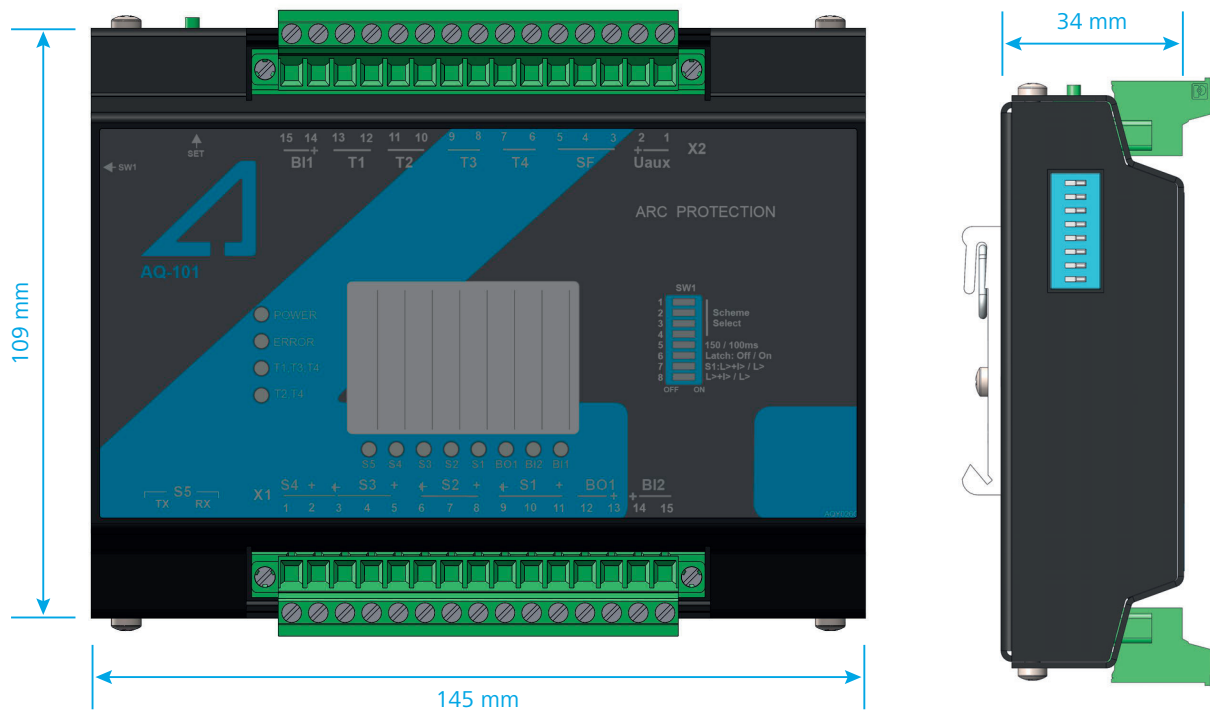 34 mm
SET
SW1
15 14 13 12 11 10 9 8 7 6 5 4 3 2 1
+ +
BI1 T1 T2 T3 T4 SF Uaux X2
ARC PROTECTION
AQ-101
109 mm
SW1
1
2 Scheme
3 Select
4
5 150 / 100ms
6 Latch: Off / On
7 S1:L>+I> / L>
8 L>+I> / L>
OFF ON
POWER
ERROR
T1,T3,T4
T2/T4
S5 S4 S3 S2 S1 BO1 BI2 BI1
S5
TX RX
X1 S4 + S3 + S2 + S1 + BO1 + + BI2
1 2 3 4 5 6 7 8 9 10 11 12 13 14 15
145 mm